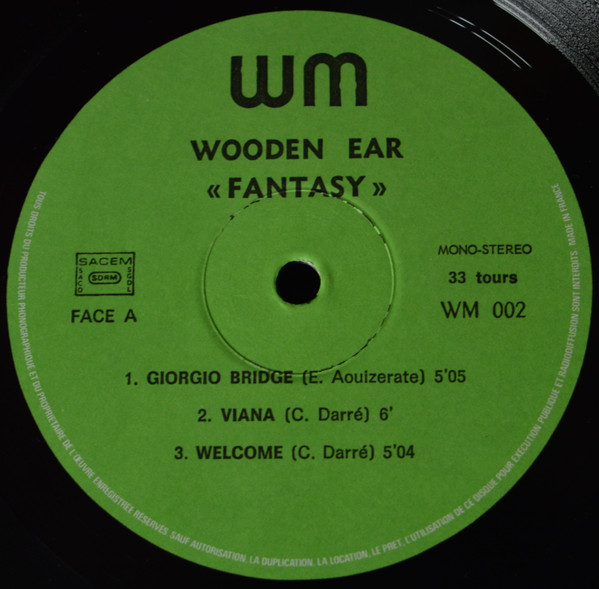 wm
WOODEN EAR
« FANTASY »
SACEM
SACD
SDRM
SGDL
FACE A
MONO-STEREO
33 tours
WM 002
1. GIORGIO BRIDGE (E. Aouizerate) 5'05
2. VIANA (C. Darré) 6'
3. WELCOME (C. Darré) 5'04
TOUS DROITS DU PRODUCTEUR PHONOGRAPHIQUE ET DU PROPRIETAIRE DE L'ŒUVRE ENREGISTRÉE RÉSERVÉS SAUF AUTORISATION, LA DUPLICATION, LA LOCATION, LE PRET, L'UTILISATION DE CE DISQUE POUR EXÉCUTION PUBLIQUE ET RADIODIFFUSION SONT INTERDITS MADE IN FRANCE